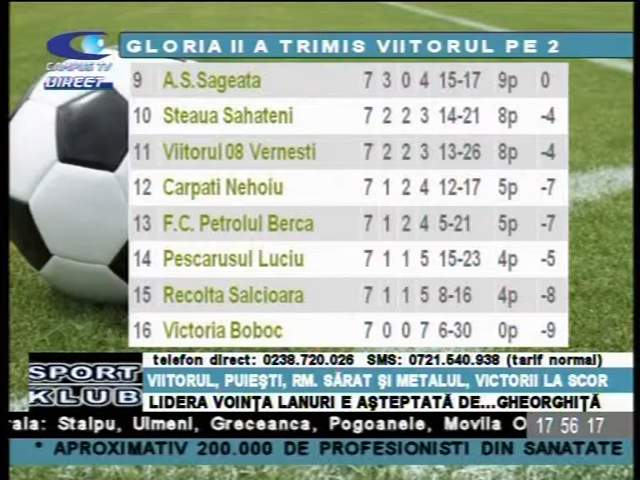 GLORIA II A TRIMIS VIITORUL PE 2
CAMPUS TV
DIRECT
9 A.S.Sageata 7 3 0 4 15-17 9p 0
10 Steaua Sahateni 7 2 2 3 14-21 8p -4
11 Viitorul 08 Vernesti 7 2 2 3 13-26 8p -4
12 Carpati Nehoiu 7 1 2 4 12-17 5p -7
13 F.C. Petrolul Berca 7 1 2 4 5-21 5p -7
14 Pescarusul Luciu 7 1 1 5 15-23 4p -5
15 Recolta Salcioara 7 1 1 5 8-16 4p -8
16 Victoria Boboc 7 0 0 7 6-30 0p -9
telefon direct: 0238.720.026 SMS: 0721.540.938 (tarif normal)
SPORT
KLUB
VIITORUL, PUIEŞTI, RM. SĂRAT ŞI METALUL, VICTORII LA SCOR
LIDERA VOINŢA LANURI E AŞTEPTATĂ DE...GHEORGHIŢĂ
rala: Stalpu, Ulmeni, Greceanca, Pogoanele, Movila O
17 56 17
* APROXIMATIV 200.000 DE PROFESIONISTI DIN SANATATE